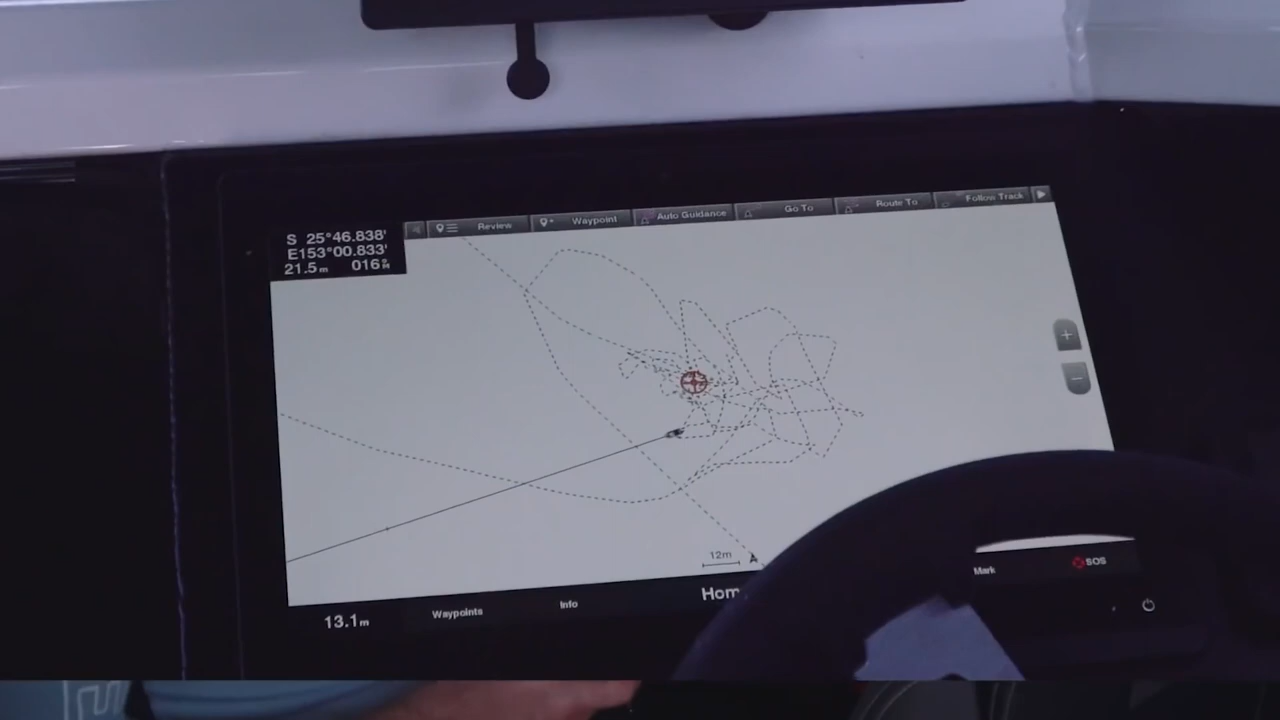 Review
Waypoint
Auto Guidance
Go To
Route To
Follow Track
S 25°46.838'
E153°00.833'
21.5m 016°M
12m
13.1m
Waypoints
Info
Hom
Mark
SOS